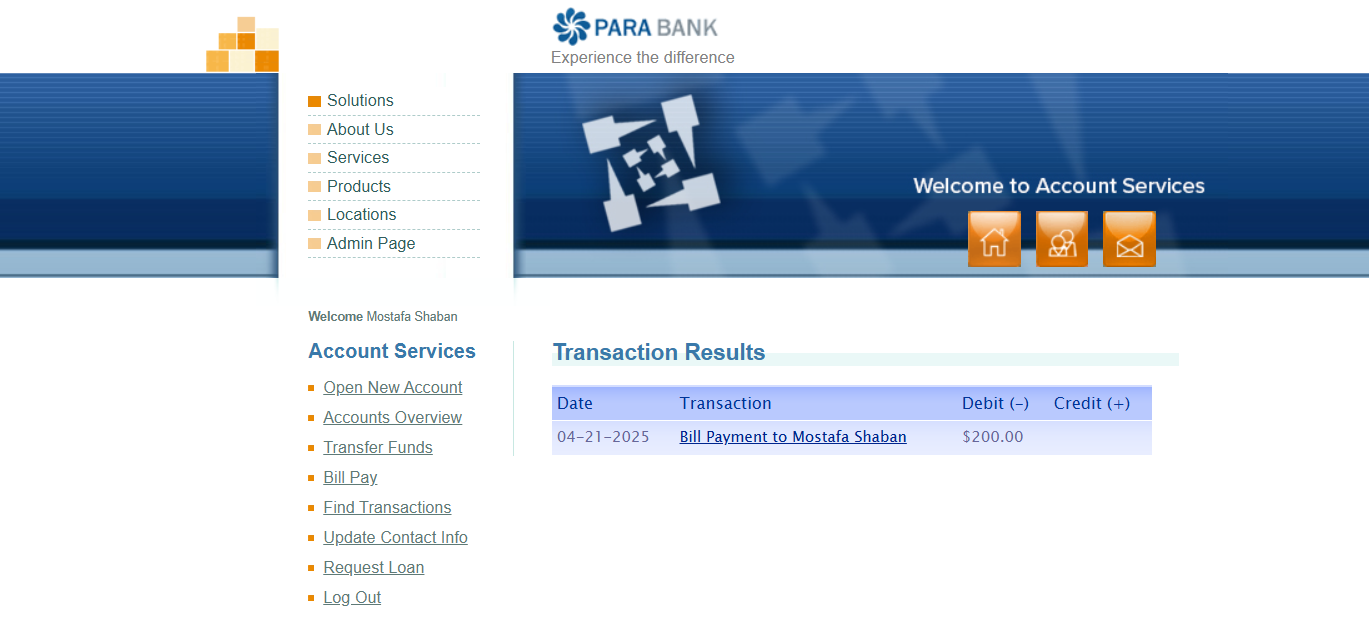 PARA BANK
Experience the difference
Solutions
About Us
Services
Products
Locations
Admin Page
Welcome to Account Services
Welcome Mostafa Shaban
Account Services
Open New Account
Accounts Overview
Transfer Funds
Bill Pay
Find Transactions
Update Contact Info
Request Loan
Log Out
Transaction Results
Date Transaction Debit (-) Credit (+)
04-21-2025 Bill Payment to Mostafa Shaban $200.00